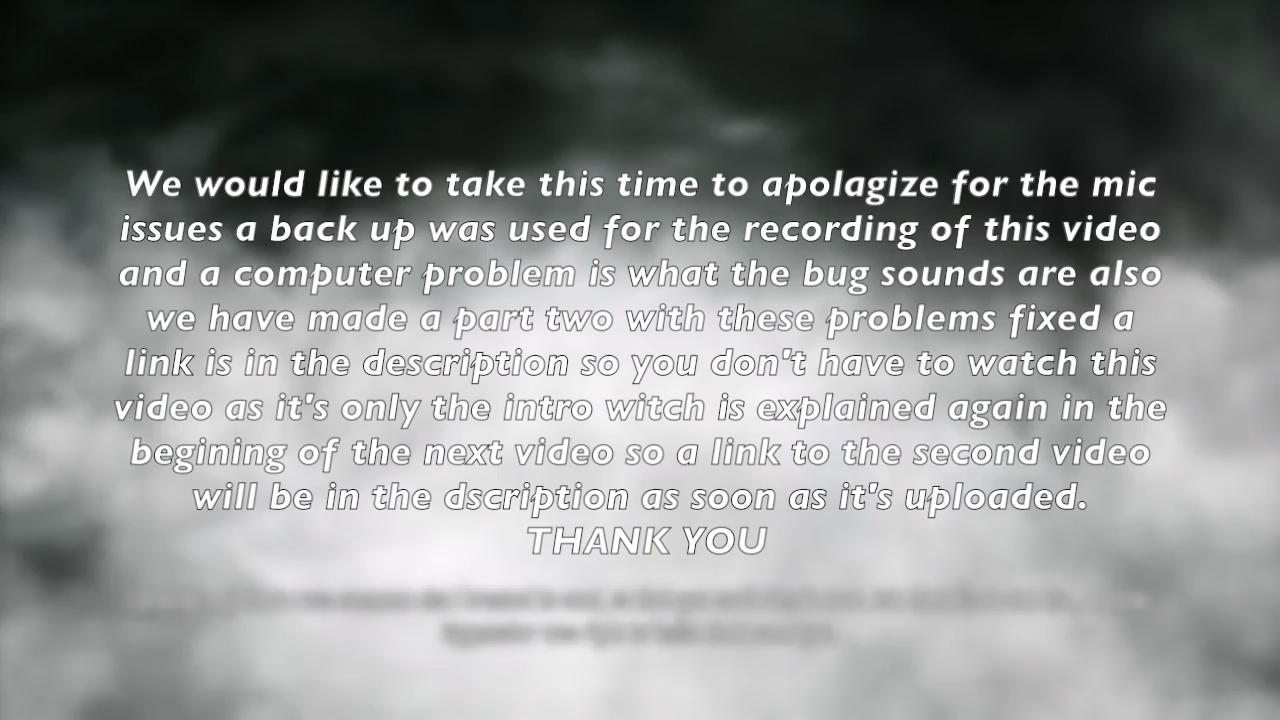 We would like to take this time to apolagize for the mic
issues a back up was used for the recording of this video
and a computer problem is what the bug sounds are also
we have made a part two with these problems fixed a
link is in the description so you don't have to watch this
video as it's only the intro witch is explained again in the
begining of the next video so a link to the second video
will be in the dscription as soon as it's uploaded.
THANK YOU